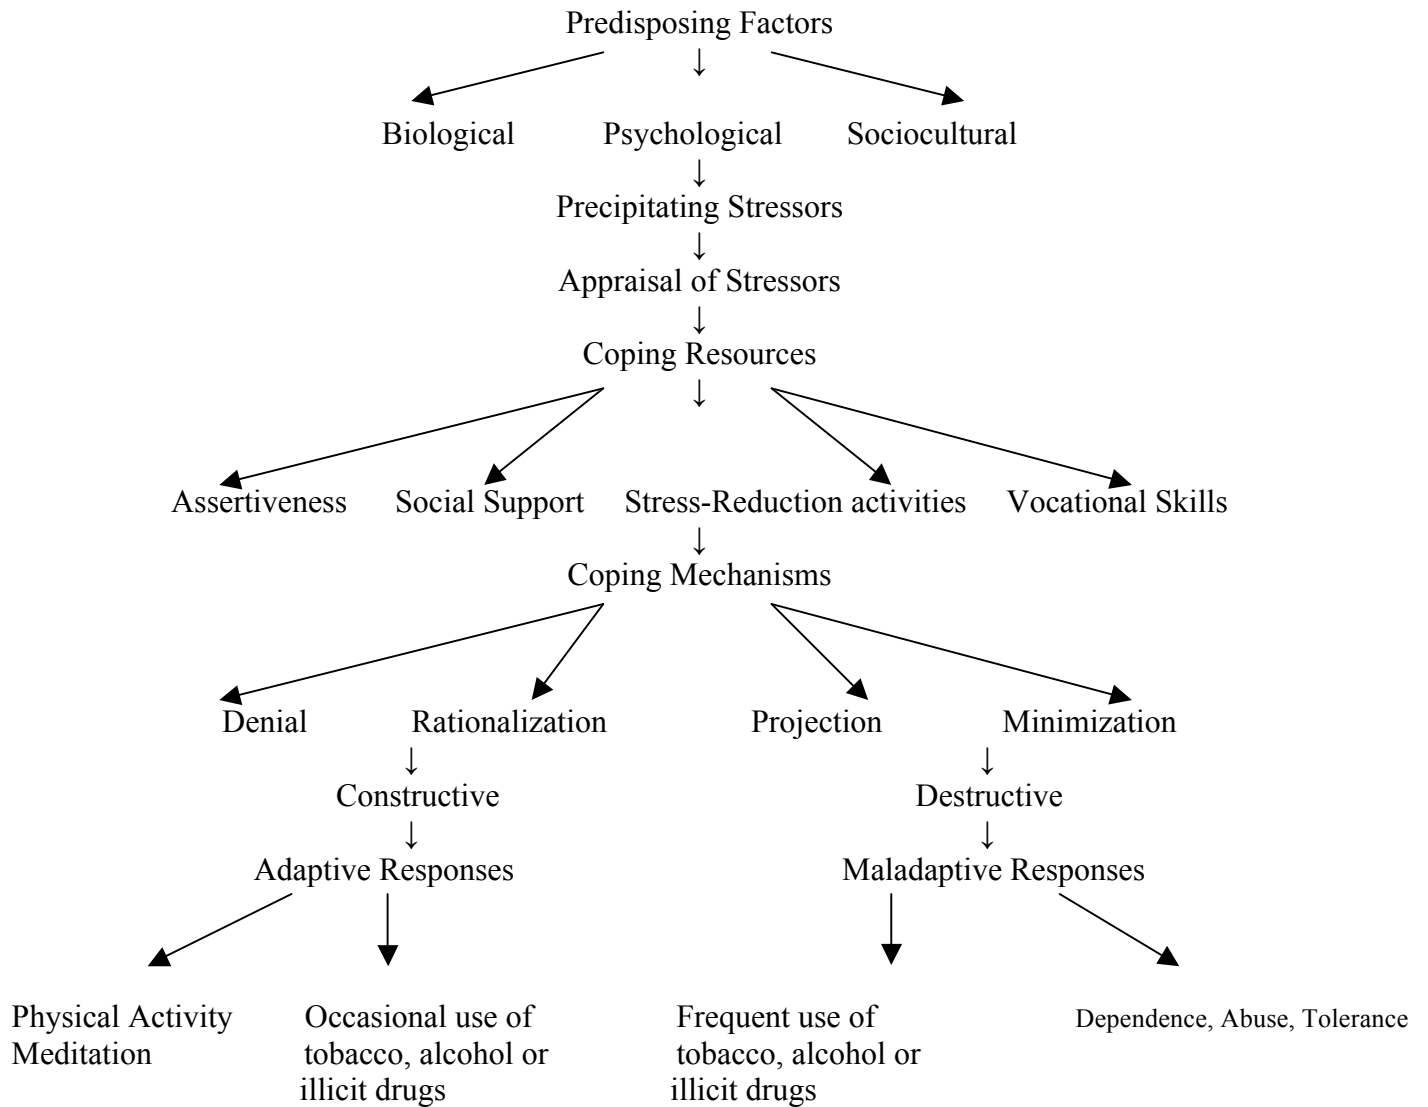 Predisposing Factors
↓
Biological Psychological Sociocultural
↓
Precipitating Stressors
↓
Appraisal of Stressors
↓
Coping Resources
↓
Assertiveness Social Support Stress-Reduction activities Vocational Skills
↓
Coping Mechanisms
Denial Rationalization Projection Minimization
↓ ↓
Constructive Destructive
↓ ↓
Adaptive Responses Maladaptive Responses
Physical Activity Occasional use of Frequent use of Dependence, Abuse, Tolerance
Meditation tobacco, alcohol or tobacco, alcohol or
illicit drugs illicit drugs